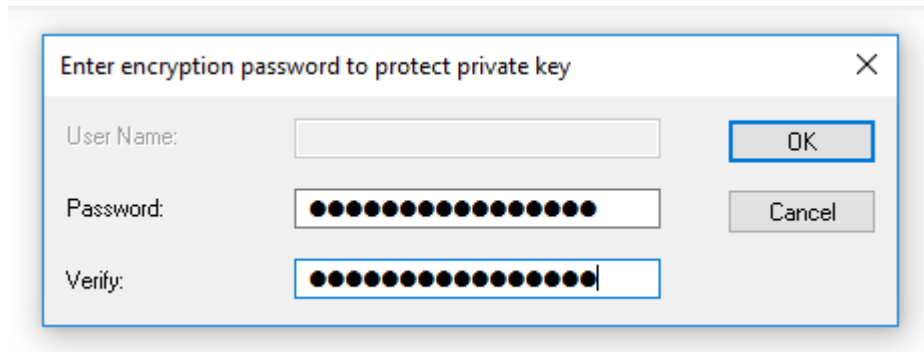 Enter encryption password to protect private key
User Name:
OK
Password: ●●●●●●●●●●●●●●●●
Cancel
Verify: ●●●●●●●●●●●●●●●●